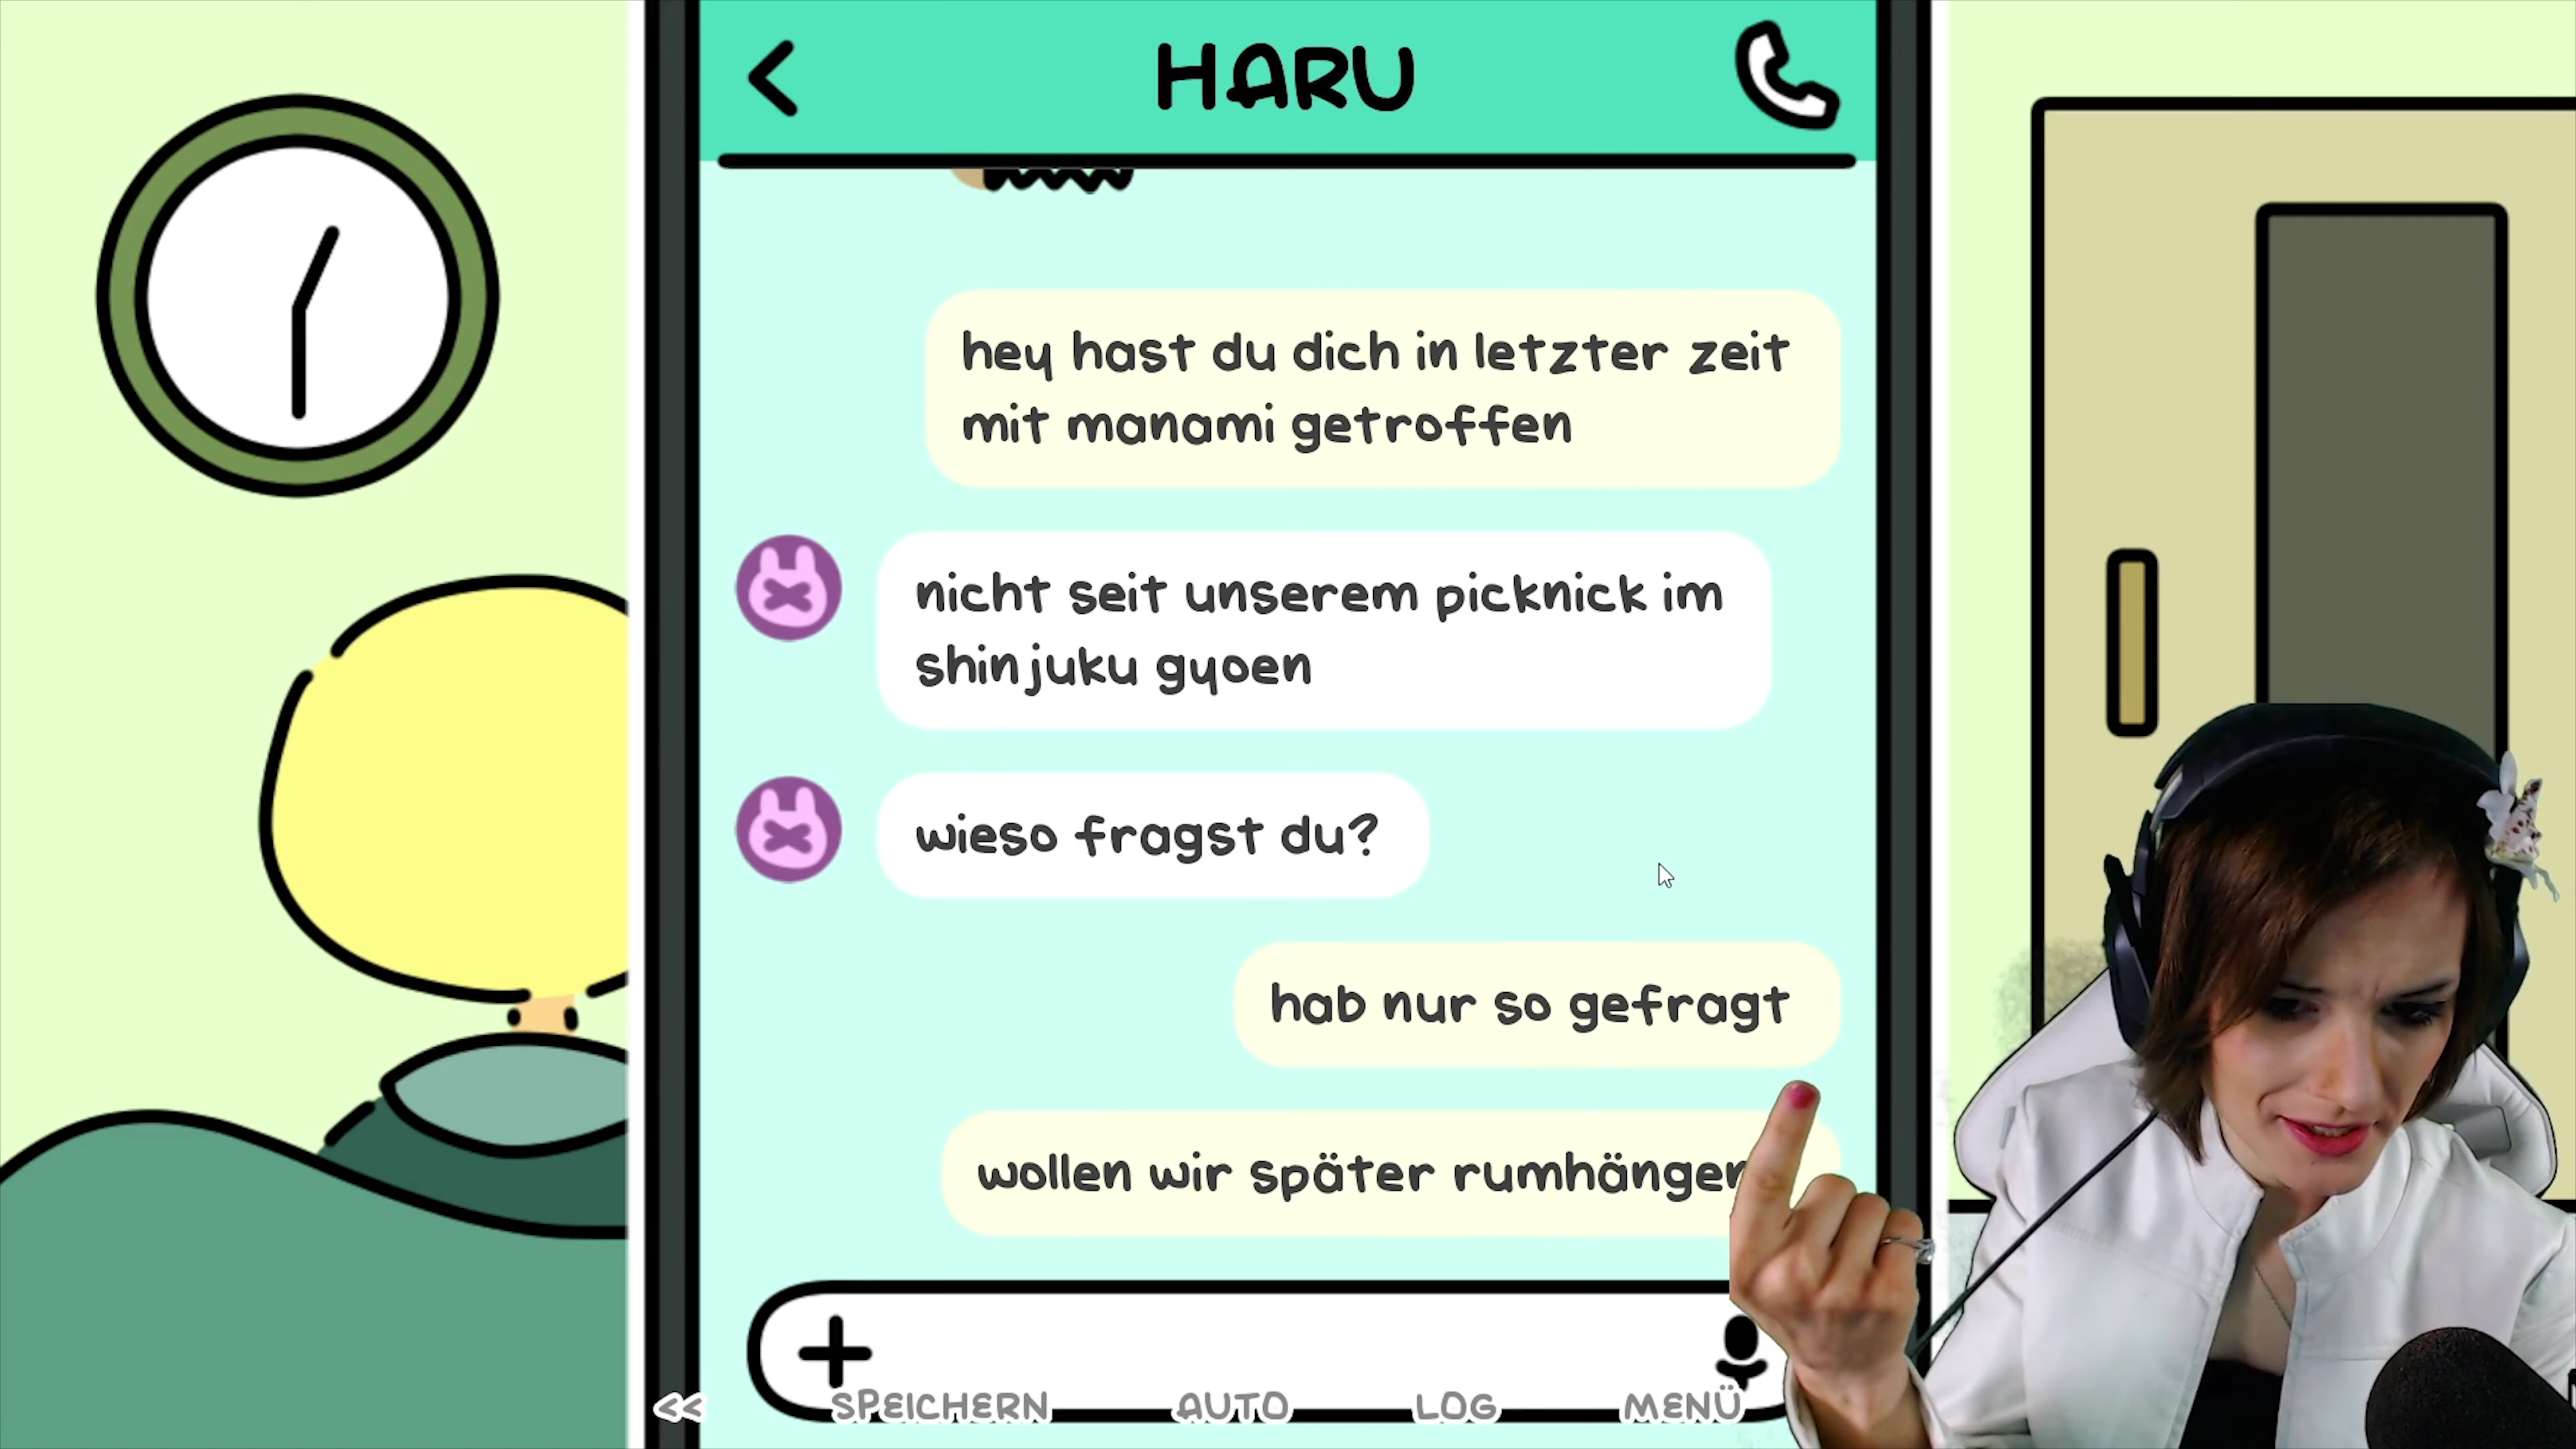 HARU
hey hast du dich in letzter zeit
mit manami getroffen
nicht seit unserem picknick im
shinjuku gyoen
wieso fragst du?
hab nur so gefragt
wollen wir später
<< SPEICHERN AUTO LOG MENÜ